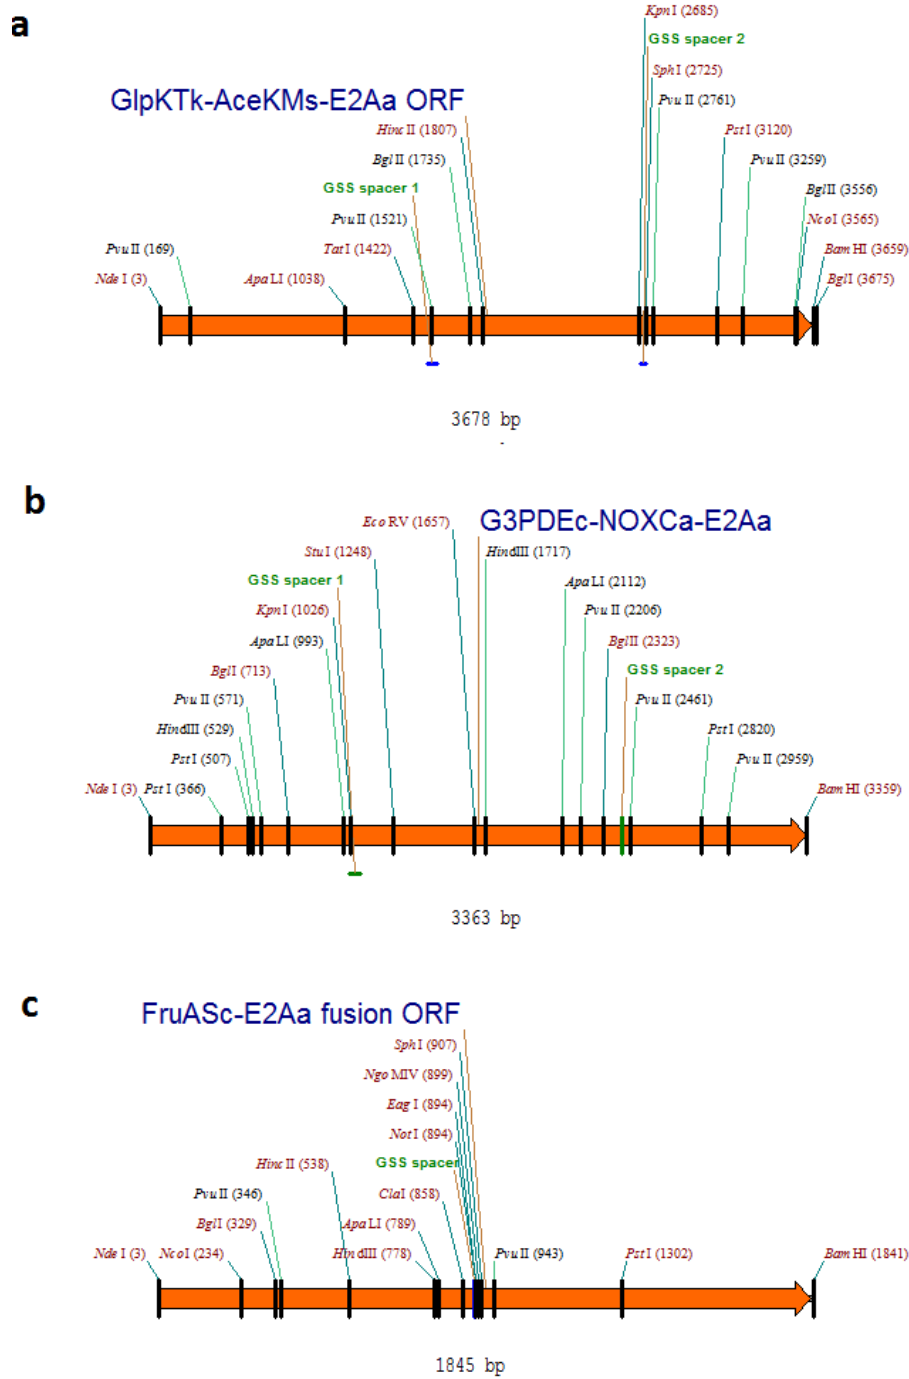 a
KpnI (2685)
GSS spacer 2
SphI (2725)
GlpKTk-AceKMs-E2Aa ORF
PvuII (2761)
HincII (1807)
PstI (3120)
BglII (1735)
PvuII (3259)
GSS spacer 1
BglII (3556)
PvuII (1521)
NcoI (3565)
PvuII (169)
TatI (1422)
BamHI (3659)
NdeI (3)
ApaLI (1038)
BglI (3675)
3678 bp
b
EcoRV (1657)
G3PDEc-NOXCa-E2Aa
StuI (1248)
HindIII (1717)
GSS spacer 1
ApaLI (2112)
KpnI (1026)
PvuII (2206)
ApaLI (993)
BglII (2323)
BglI (713)
GSS spacer 2
PvuII (571)
PvuII (2461)
HindIII (529)
PstI (2820)
PstI (507)
PvuII (2959)
NdeI (3)
PstI (366)
BamHI (3359)
3363 bp
c
FruASc-E2Aa fusion ORF
SphI (907)
NgoMIV (899)
EagI (894)
NotI (894)
HincII (538)
GSS spacer
PvuII (346)
ClaI (858)
BglI (329)
ApaLI (789)
NdeI (3)
NcoI (234)
HindIII (778)
PvuII (943)
PstI (1302)
BamHI (1841)
1845 bp